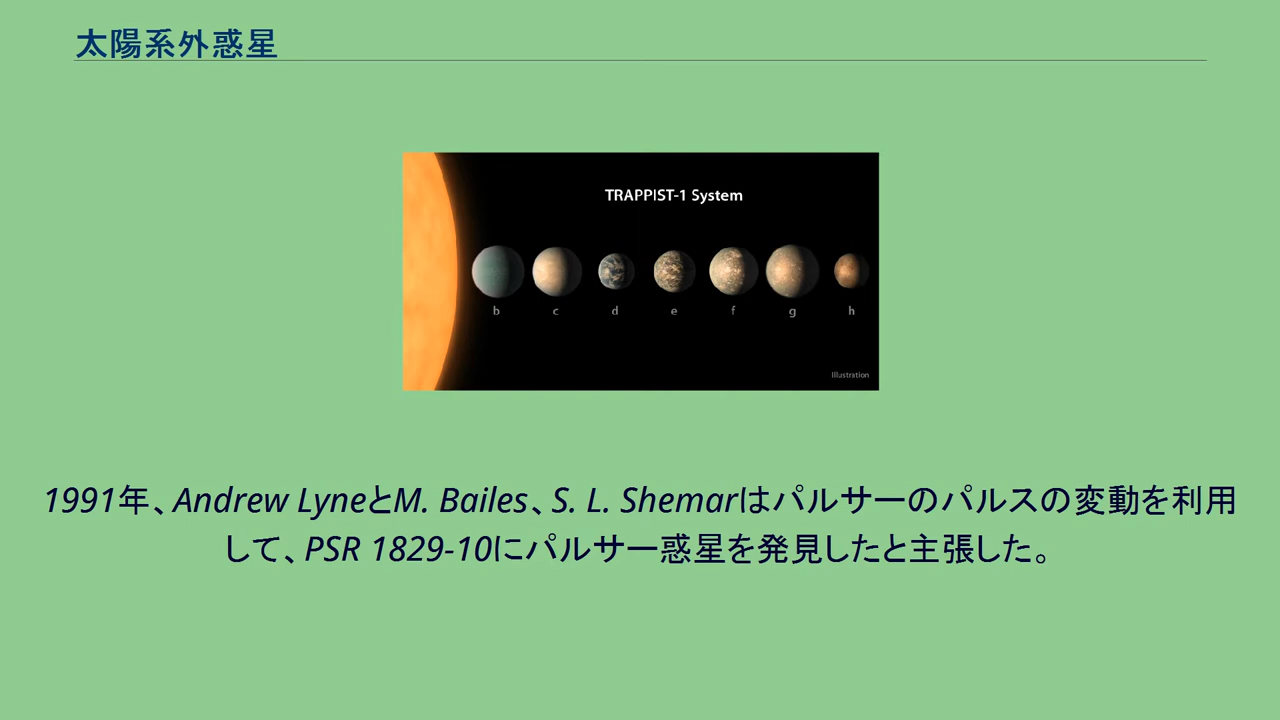 太陽系外惑星
TRAPPIST-1 System
b c d e f g h
Illustration
1991年、Andrew LyneとM. Bailes、S. L. Shemarはパルサーのパルスの変動を利用
して、PSR 1829-10にパルサー惑星を発見したと主張した。